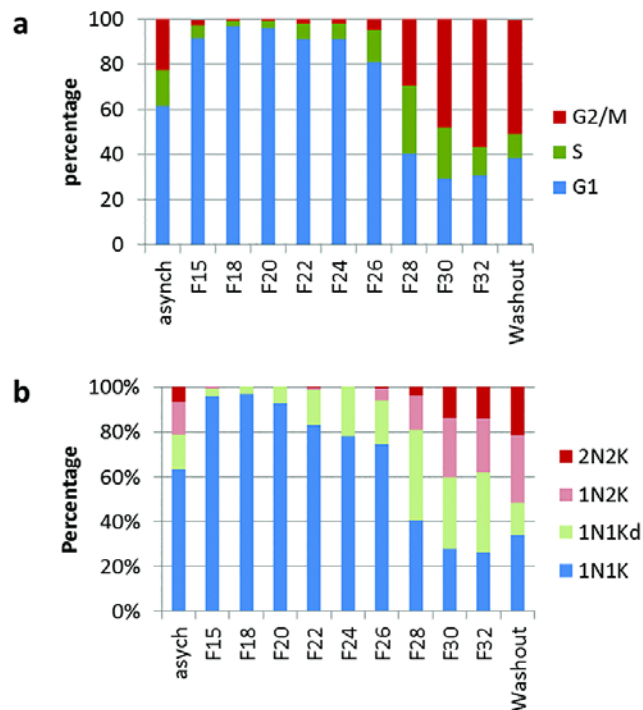 a
percentage
100
80
60
40
20
0
asynch
F15
F18
F20
F22
F24
F26
F28
F30
F32
Washout
G2/M
S
G1
b
Percentage
100%
80%
60%
40%
20%
0%
asych
F15
F18
F20
F22
F24
F26
F28
F30
F32
Washout
2N2K
1N2K
1N1Kd
1N1K